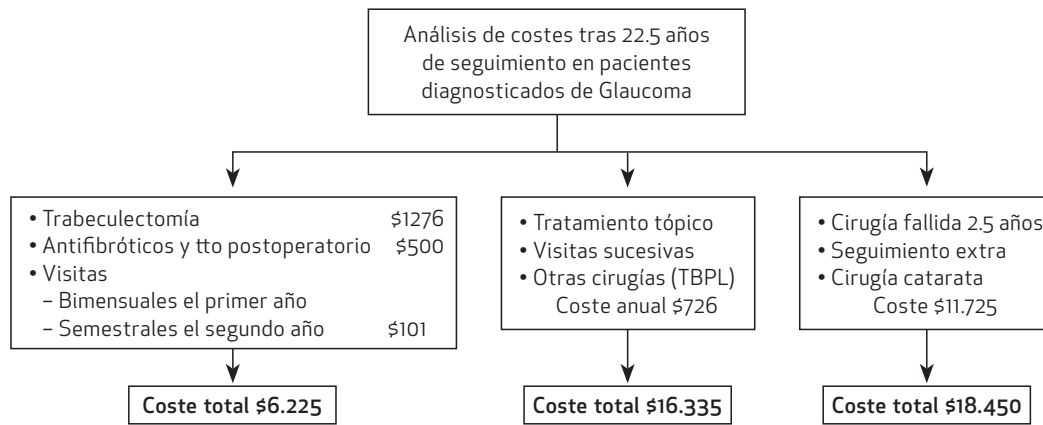 Análisis de costes tras 22.5 años
de seguimiento en pacientes
diagnosticados de Glaucoma
• Trabeculectomía $1276
• Antifibróticos y tto postoperatorio $500
• Visitas
– Bimensuales el primer año
– Semestrales el segundo año $101
Coste total $6.225
• Tratamiento tópico
• Visitas sucesivas
• Otras cirugías (TBPL)
Coste anual $726
Coste total $16.335
• Cirugía fallida 2.5 años
• Seguimiento extra
• Cirugía catarata
Coste $11.725
Coste total $18.450